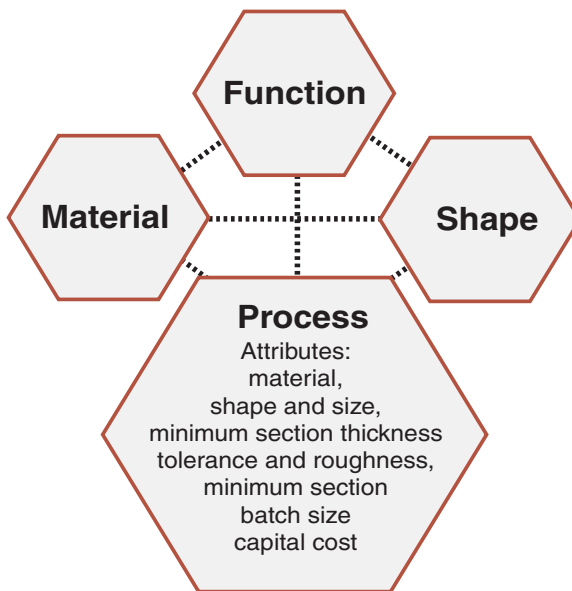 Function
Material
Shape
Process
Attributes:
material,
shape and size,
minimum section thickness
tolerance and roughness,
minimum section
batch size
capital cost